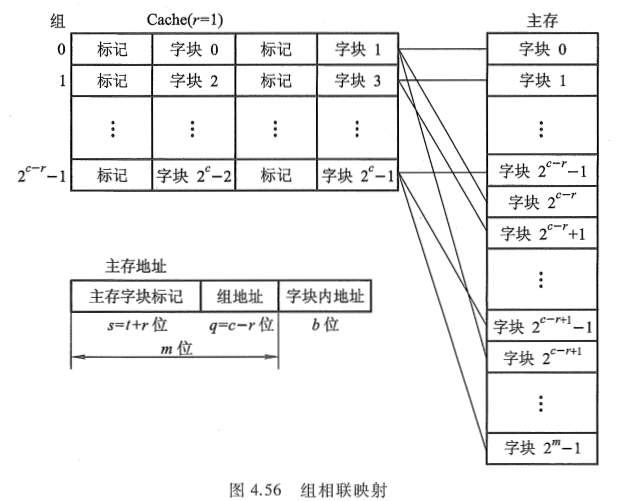 组 Cache(r=1) 主存
0 标记 字块 0 标记 字块 1 字块 0
1 标记 字块 2 标记 字块 3 字块 1
⋮ ⋮ ⋮ ⋮ ⋮
2^{c-r}-1 标记 字块 2^c-2 标记 字块 2^c-1 字块 2^{c-r}-1
字块 2^{c-r}
字块 2^{c-r}+1
⋮
字块 2^{c-r+1}-1
字块 2^{c-r+1}
⋮
字块 2^m-1
主存地址
主存字块标记 组地址 字块内地址
s=t+r 位 q=c-r 位 b 位
m 位
图 4.56 组相联映射